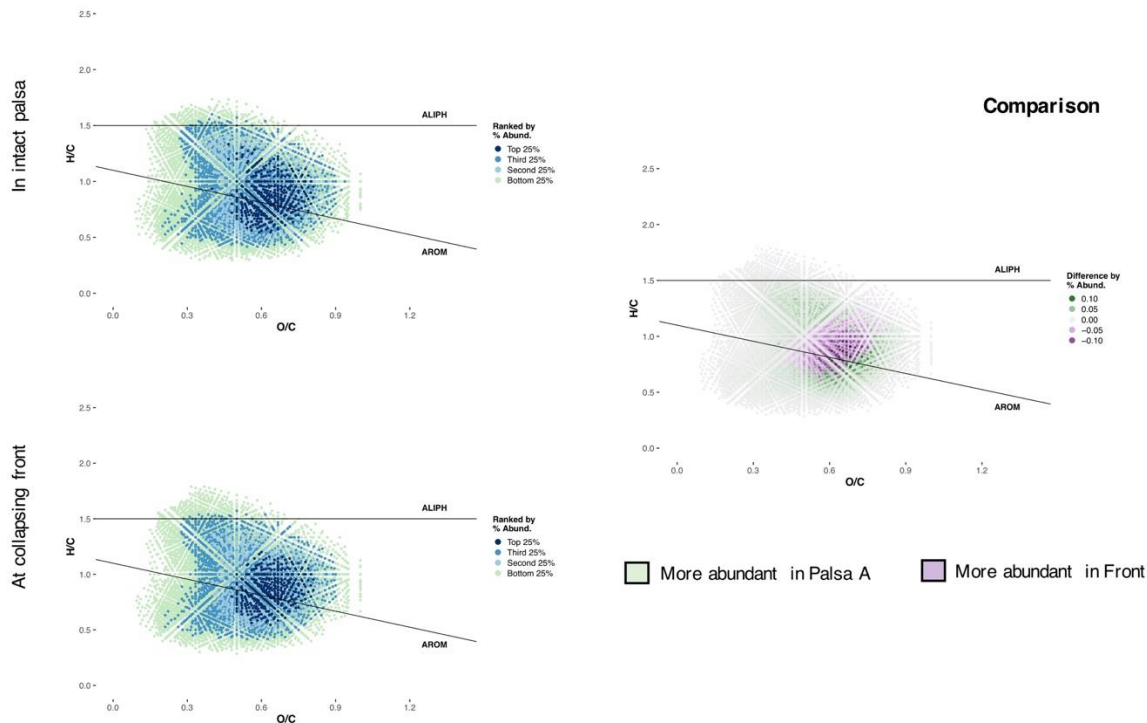 In intact palsa
2.5
2.0
1.5
1.0
0.5
0.0
H/C
ALIPH
AROM
0.0 0.3 0.6 0.9 1.2
O/C
Ranked by
% Abund.
Top 25%
Third 25%
Second 25%
Bottom 25%
At collapsing front
2.5
2.0
1.5
1.0
0.5
0.0
H/C
ALIPH
AROM
0.0 0.3 0.6 0.9 1.2
O/C
Ranked by
% Abund.
Top 25%
Third 25%
Second 25%
Bottom 25%
Comparison
2.5
2.0
1.5
1.0
0.5
0.0
H/C
ALIPH
AROM
0.0 0.3 0.6 0.9 1.2
O/C
Difference by
% Abund.
0.10
0.05
0.00
−0.05
−0.10
More abundant in Palsa A
More abundant in Front